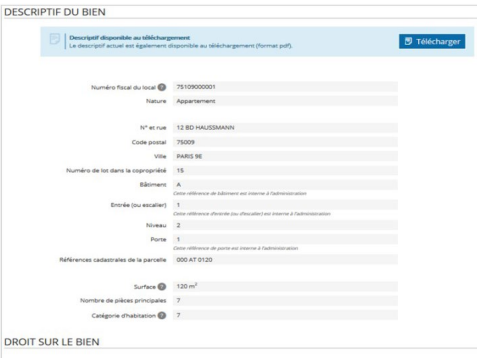 DESCRIPTIF DU BIEN
Descriptif disponible au téléchargement
Le descriptif actuel est également disponible au téléchargement (format pdf).
Télécharger
Numéro fiscal du local ? 75109000001
Nature Appartement
N° et rue 12 BD HAUSSMANN
Code postal 75009
Ville PARIS 9E
Numéro de lot dans la copropriété 15
Bâtiment A
Cette référence de bâtiment est interne à l'administration
Entrée (ou escalier) 1
Cette référence d'entrée (ou d'escalier) est interne à l'administration
Niveau 2
Porte 1
Cette référence de porte est interne à l'administration
Références cadastrales de la parcelle 000 AT 0120
Surface ? 120 m²
Nombre de pièces principales 7
Catégorie d'habitation ? 7
DROIT SUR LE BIEN